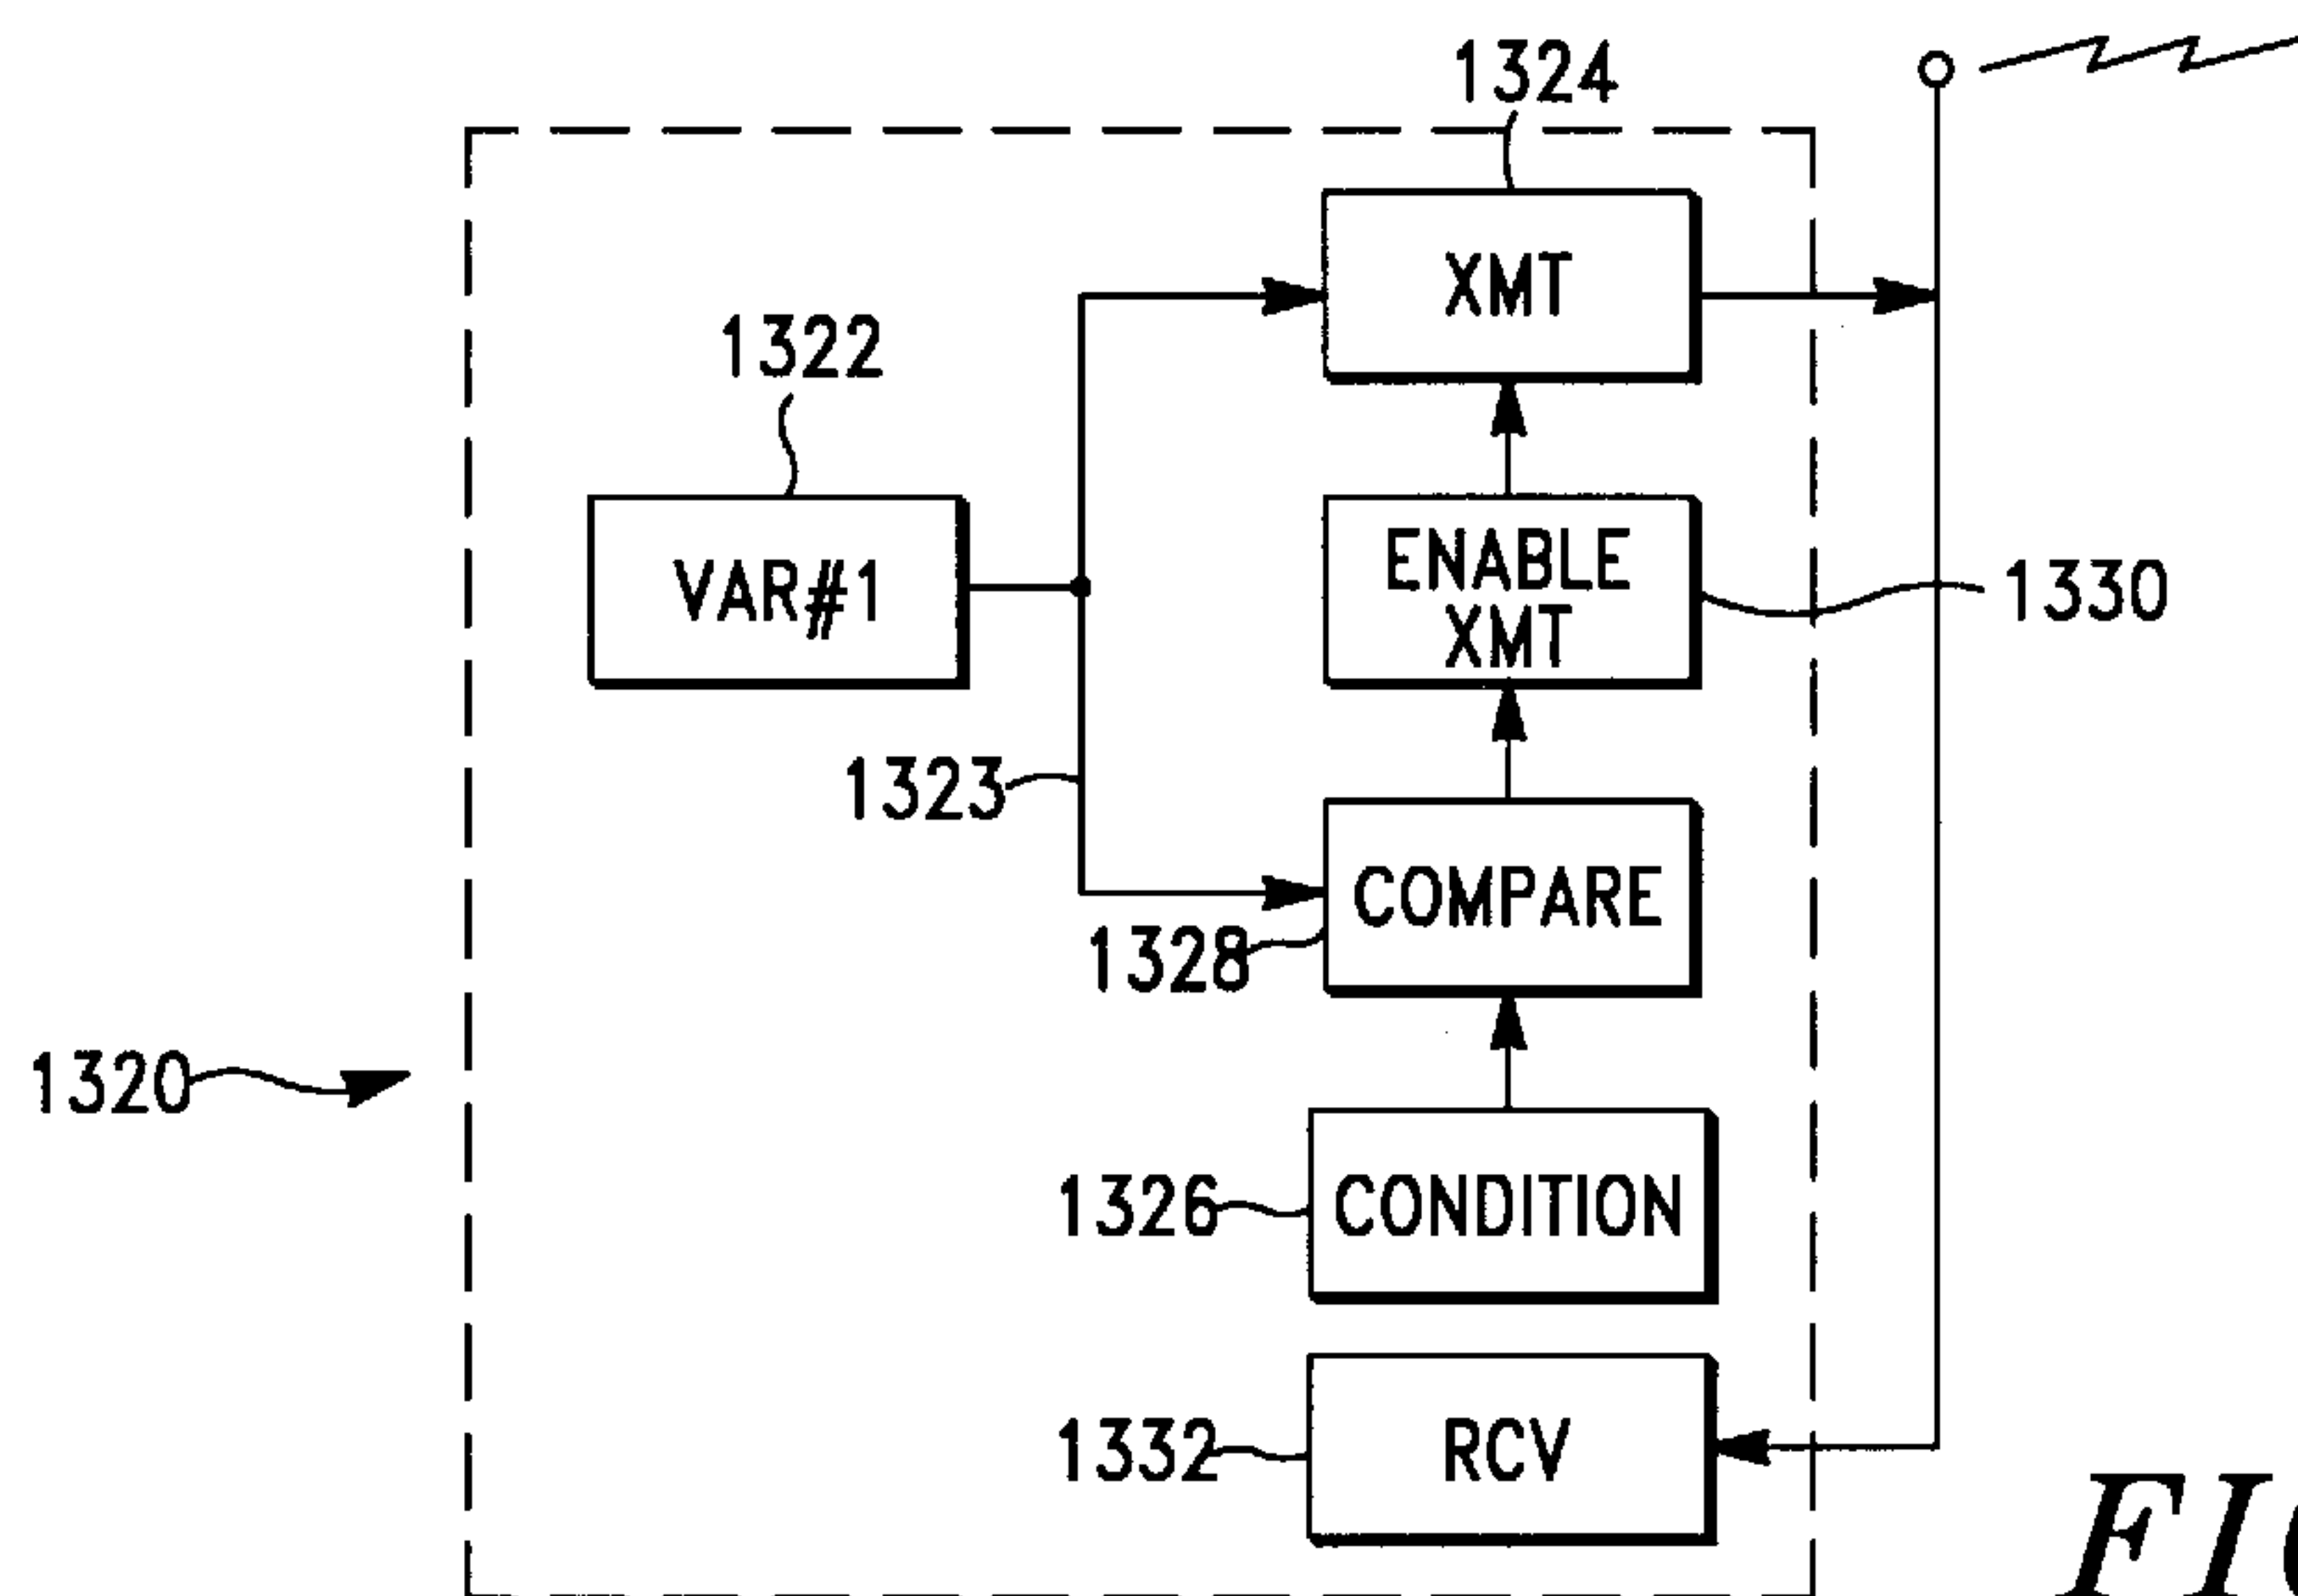 1324
XMT
1322
VAR#1
ENABLE
XMT
1330
1323
COMPARE
1328
1320
1326
CONDITION
1332
RCV